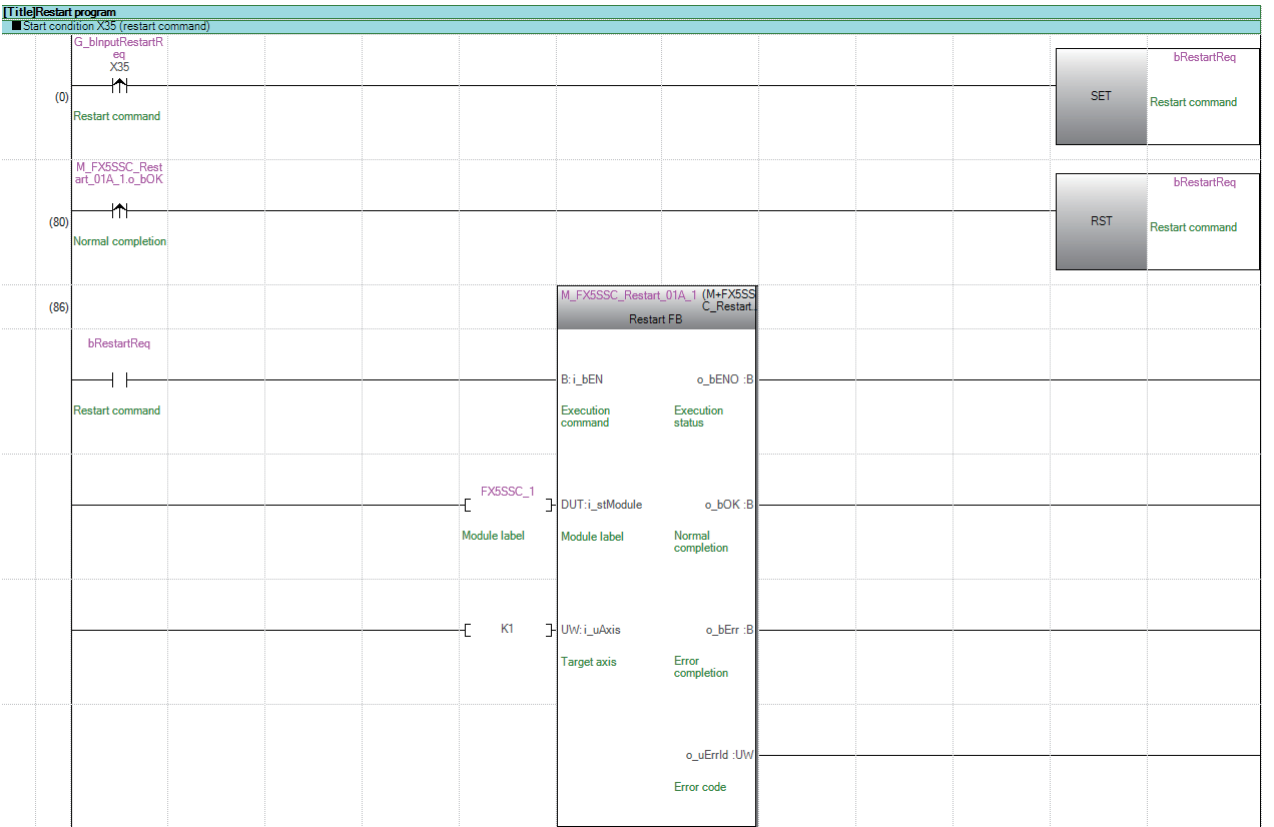 [Title]Restart program
■Start condition X35 (restart command)
G_bInputRestartR
eq
X35
(0)
Restart command
SET
bRestartReq
Restart command
M_FX5SSC_Rest
art_01A_1.o_bOK
(80)
Normal completion
RST
bRestartReq
Restart command
(86)
M_FX5SSC_Restart_01A_1 (M+FX5SS
C_Restart..
Restart FB
bRestartReq
Restart command
B:i_bEN
o_bENO :B
Execution
command
Execution
status
FX5SSC_1
Module label
DUT:i_stModule
o_bOK :B
Module label
Normal
completion
K1
UW:i_uAxis
o_bErr :B
Target axis
Error
completion
o_uErrId :UW
Error code